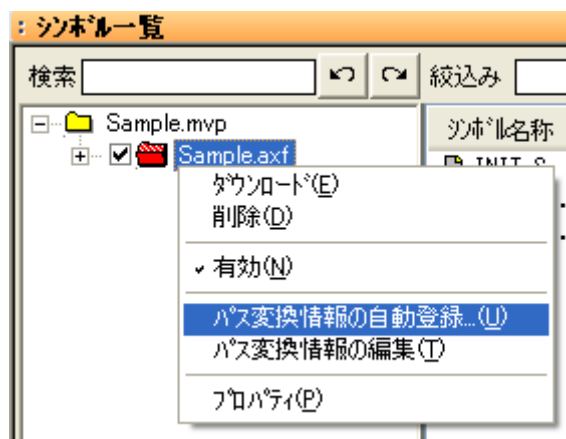 : ｼﾝﾎﾞﾙ一覧
検索
絞込み
Sample.mvp
ｼﾝﾎﾞﾙ名称
Sample.axf
INIT.S
ﾀﾞｳﾝﾛｰﾄﾞ(E)
削除(D)
有効(N)
ﾊﾟｽ変換情報の自動登録...(U)
ﾊﾟｽ変換情報の編集(T)
ﾌﾟﾛﾊﾟﾃｨ(P)